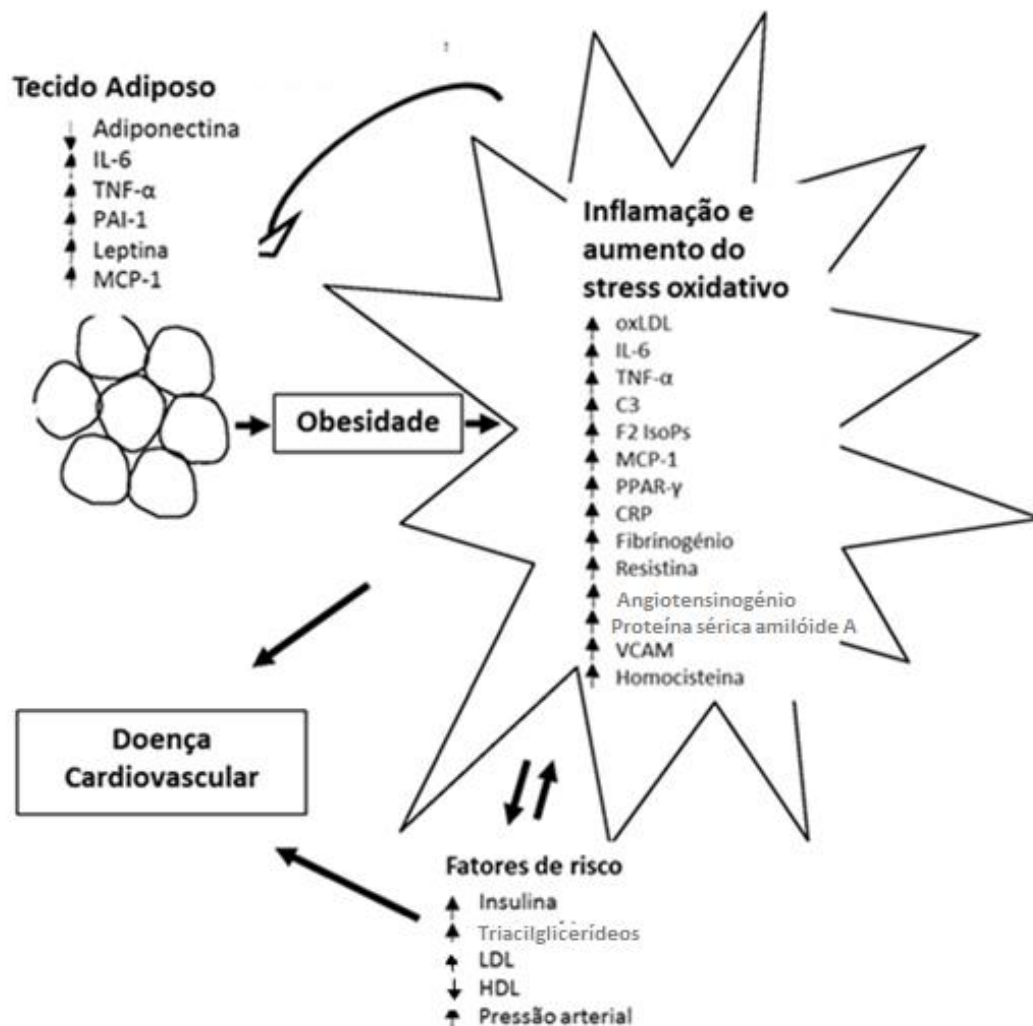 Tecido Adiposo
Adiponectina
IL-6
TNF-α
PAI-1
Leptina
MCP-1
Inflamação e
aumento do
stress oxidativo
oxLDL
IL-6
TNF-α
C3
F2 IsoPs
MCP-1
PPAR-γ
CRP
Fibrinogénio
Resistina
Angiotensinogénio
Proteína sérica amilóide A
VCAM
Homocisteina
Obesidade
Doença
Cardiovascular
Fatores de risco
Insulina
Triacilglicerídeos
LDL
HDL
Pressão arterial